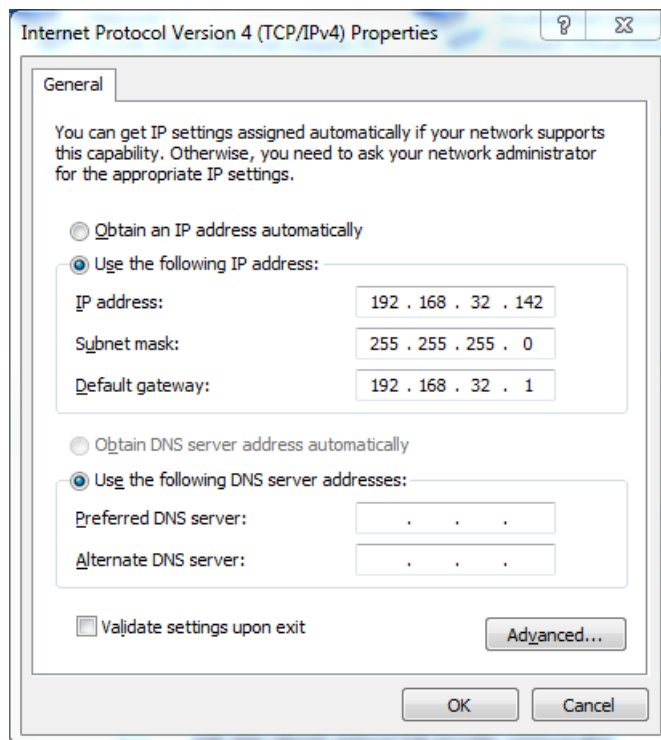 Internet Protocol Version 4 (TCP/IPv4) Properties
General
You can get IP settings assigned automatically if your network supports
this capability. Otherwise, you need to ask your network administrator
for the appropriate IP settings.
Obtain an IP address automatically
Use the following IP address:
IP address: 192 . 168 . 32 . 142
Subnet mask: 255 . 255 . 255 . 0
Default gateway: 192 . 168 . 32 . 1
Obtain DNS server address automatically
Use the following DNS server addresses:
Preferred DNS server: . . .
Alternate DNS server: . . .
Validate settings upon exit
Advanced...
OK Cancel